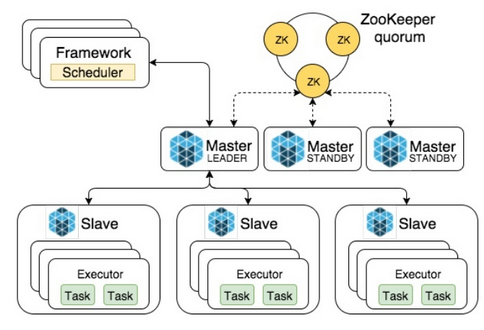 Framework
Scheduler
ZooKeeper
quorum
ZK
ZK
ZK
Master
LEADER
Master
STANDBY
Master
STANDBY
Slave
Executor
Task Task
Slave
Executor
Task Task
Slave
Executor
Task Task